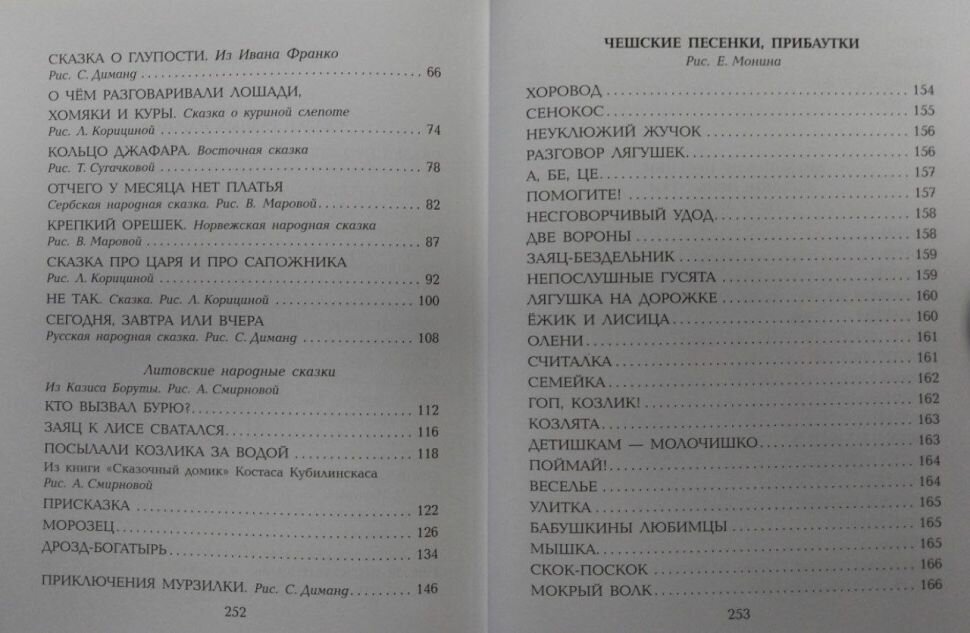 СКАЗКА О ГЛУПОСТИ. Из Ивана Франко
Рис. С. Диманд . . . . . 66
О ЧЁМ РАЗГОВАРИВАЛИ ЛОШАДИ,
ХОМЯКИ И КУРЫ. Сказка о куриной слепоте
Рис. Л. Корициной . . . . . 74
КОЛЬЦО ДЖАФАРА. Восточная сказка
Рис. Т. Сугачковой . . . . . 78
ОТЧЕГО У МЕСЯЦА НЕТ ПЛАТЬЯ
Сербская народная сказка. Рис. В. Маровой . . . . . 82
КРЕПКИЙ ОРЕШЕК. Норвежская народная сказка
Рис. В. Маровой . . . . . 87
СКАЗКА ПРО ЦАРЯ И ПРО САПОЖНИКА
Рис. Л. Корициной . . . . . 92
НЕ ТАК. Сказка. Рис. Л. Корициной . . . . . 100
СЕГОДНЯ, ЗАВТРА ИЛИ ВЧЕРА
Русская народная сказка. Рис. С. Диманд . . . . . 108
Литовские народные сказки
Из Казиса Боруты. Рис. А. Смирновой
КТО ВЫЗВАЛ БУРЮ? . . . . . 112
ЗАЯЦ К ЛИСЕ СВАТАЛСЯ . . . . . 116
ПОСЫЛАЛИ КОЗЛИКА ЗА ВОДОЙ . . . . . 118
Из книги «Сказочный домик» Костаса Кубилинскаса
Рис. А. Смирновой
ПРИСКАЗКА . . . . . 122
МОРОЗЕЦ . . . . . 126
ДРОЗД-БОГАТЫРЬ . . . . . 134
ПРИКЛЮЧЕНИЯ МУРЗИЛКИ. Рис. С. Диманд . . . . . 146
252
ЧЕШСКИЕ ПЕСЕНКИ, ПРИБАУТКИ
Рис. Е. Монина
ХОРОВОД . . . . . 154
СЕНОКОС . . . . . 155
НЕУКЛЮЖИЙ ЖУЧОК . . . . . 156
РАЗГОВОР ЛЯГУШЕК . . . . . 156
А, БЕ, ЦЕ . . . . . 157
ПОМОГИТЕ! . . . . . 157
НЕСГОВОРЧИВЫЙ УДОД . . . . . 158
ДВЕ ВОРОНЫ . . . . . 158
ЗАЯЦ-БЕЗДЕЛЬНИК . . . . . 159
НЕПОСЛУШНЫЕ ГУСЯТА . . . . . 159
ЛЯГУШКА НА ДОРОЖКЕ . . . . . 160
ЁЖИК И ЛИСИЦА . . . . . 160
ОЛЕНИ . . . . . 161
СЧИТАЛКА . . . . . 161
СЕМЕЙКА . . . . . 162
ГОП, КОЗЛИК! . . . . . 162
КОЗЛЯТА . . . . . 163
ДЕТИШКАМ — МОЛОЧИШКО . . . . . 163
ПОЙМАЙ! . . . . . 164
ВЕСЕЛЬЕ . . . . . 164
УЛИТКА . . . . . 165
БАБУШКИНЫ ЛЮБИМЦЫ . . . . . 165
МЫШКА . . . . . 165
СКОК-ПОСКОК . . . . . 166
МОКРЫЙ ВОЛК . . . . . 166
253